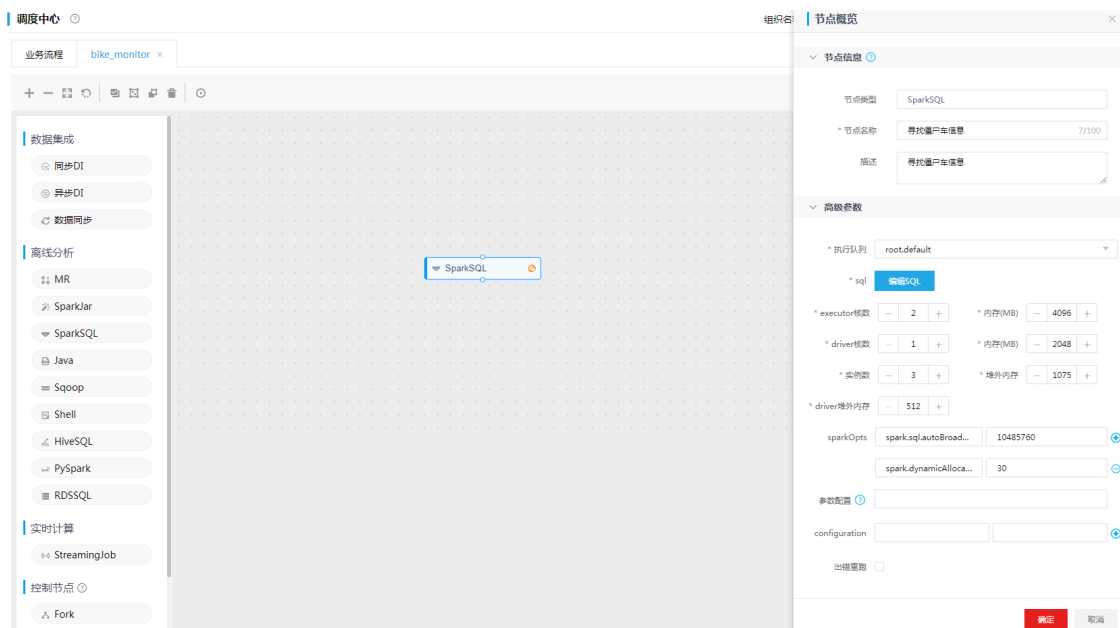 调度中心
组织名
业务流程
bike_monitor ×
数据集成
同步DI
异步DI
数据同步
离线分析
MR
SparkJar
SparkSQL
Java
Sqoop
Shell
HiveSQL
PySpark
RDSSQL
实时计算
StreamingJob
控制节点
Fork
SparkSQL
节点概览
节点信息
节点类型 SparkSQL
* 节点名称 寻找僵尸车信息 7/100
描述 寻找僵尸车信息
高级参数
* 执行队列 root.default
* sql 编辑SQL
* executor核数 − 2 + * 内存(MB) − 4096 +
* driver核数 − 1 + * 内存(MB) − 2048 +
* 实例数 − 3 + * 堆外内存 − 1075 +
* driver堆外内存 − 512 +
sparkOpts spark.sql.autoBroad... 10485760
spark.dynamicAlloca... 30
参数配置
configuration
出错重跑
确定 取消